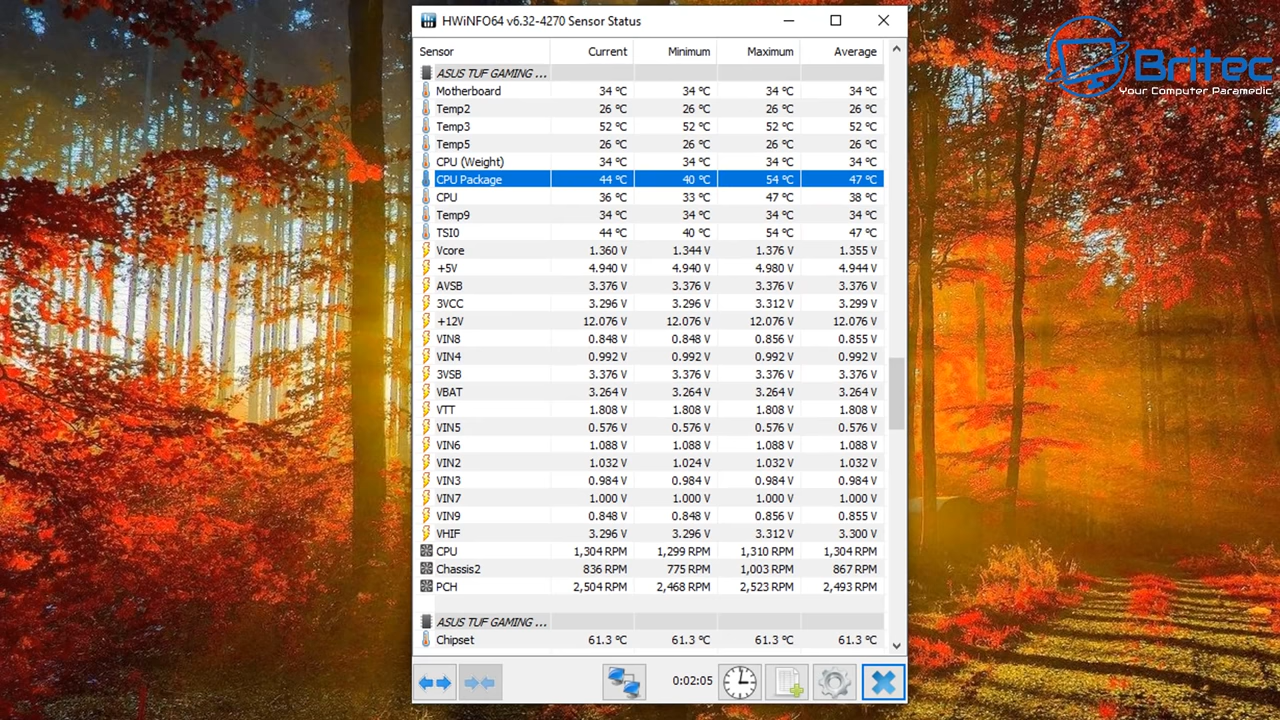 HWiNFO64 v6.32-4270 Sensor Status
Britec
Your Computer Paramedic
Sensor Current Minimum Maximum Average
ASUS TUF GAMING ...
Motherboard 34 °C 34 °C 34 °C 34 °C
Temp2 26 °C 26 °C 26 °C 26 °C
Temp3 52 °C 52 °C 52 °C 52 °C
Temp5 26 °C 26 °C 26 °C 26 °C
CPU (Weight) 34 °C 34 °C 34 °C 34 °C
CPU Package 44 °C 40 °C 54 °C 47 °C
CPU 36 °C 33 °C 47 °C 38 °C
Temp9 34 °C 34 °C 34 °C 34 °C
TSI0 44 °C 40 °C 54 °C 47 °C
Vcore 1.360 V 1.344 V 1.376 V 1.355 V
+5V 4.940 V 4.940 V 4.980 V 4.944 V
AVSB 3.376 V 3.376 V 3.376 V 3.376 V
3VCC 3.296 V 3.296 V 3.312 V 3.299 V
+12V 12.076 V 12.076 V 12.076 V 12.076 V
VIN8 0.848 V 0.848 V 0.856 V 0.855 V
VIN4 0.992 V 0.992 V 0.992 V 0.992 V
3VSB 3.376 V 3.376 V 3.376 V 3.376 V
VBAT 3.264 V 3.264 V 3.264 V 3.264 V
VTT 1.808 V 1.808 V 1.808 V 1.808 V
VIN5 0.576 V 0.576 V 0.576 V 0.576 V
VIN6 1.088 V 1.088 V 1.088 V 1.088 V
VIN2 1.032 V 1.024 V 1.032 V 1.032 V
VIN3 0.984 V 0.984 V 0.984 V 0.984 V
VIN7 1.000 V 1.000 V 1.000 V 1.000 V
VIN9 0.848 V 0.848 V 0.856 V 0.855 V
VHIF 3.296 V 3.296 V 3.312 V 3.300 V
CPU 1,304 RPM 1,299 RPM 1,310 RPM 1,304 RPM
Chassis2 836 RPM 775 RPM 1,003 RPM 867 RPM
PCH 2,504 RPM 2,468 RPM 2,523 RPM 2,493 RPM
ASUS TUF GAMING ...
Chipset 61.3 °C 61.3 °C 61.3 °C 61.3 °C
0:02:05